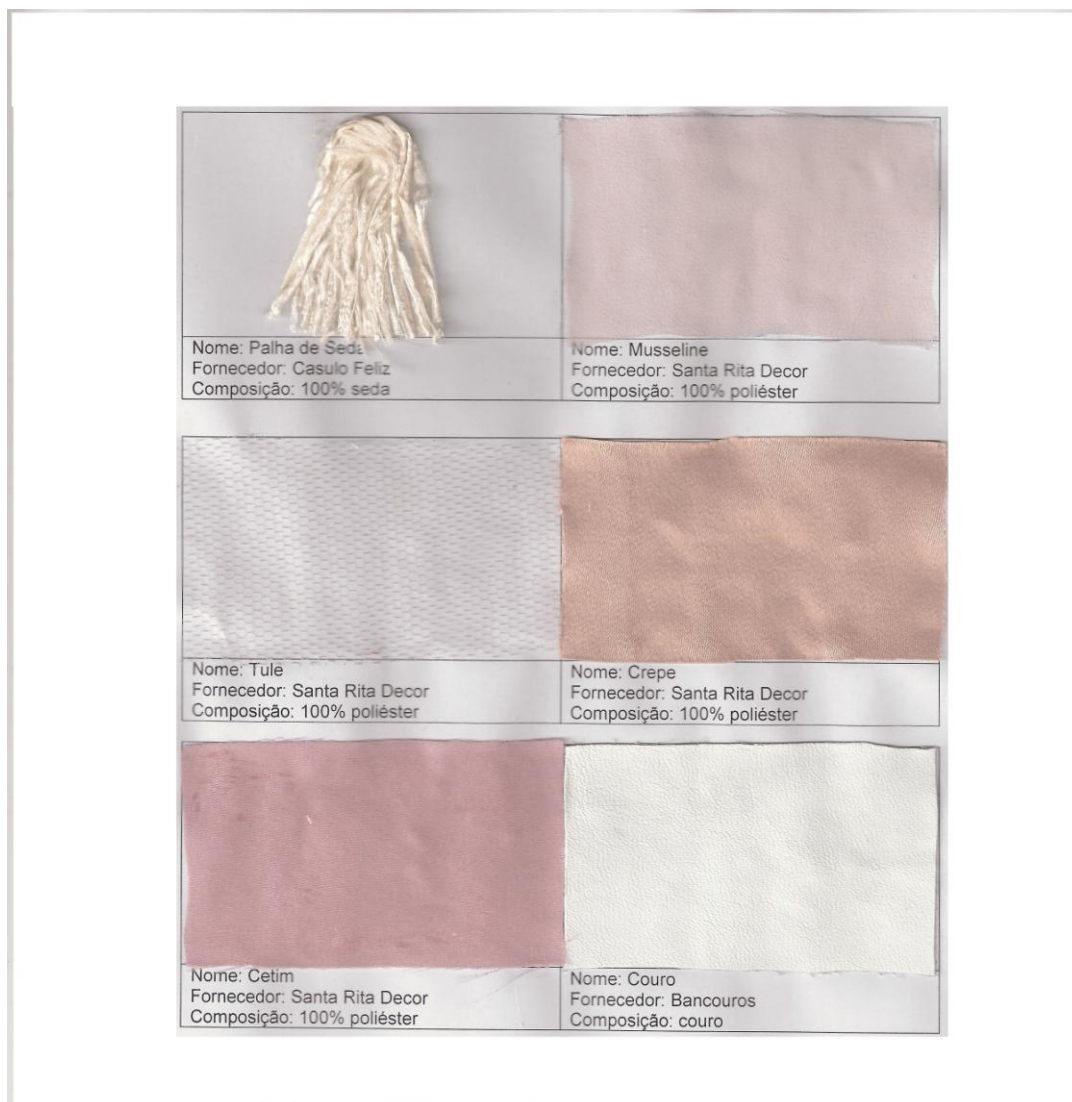 Nome: Palha de Seda
Fornecedor: Casulo Feliz
Composição: 100% seda
Nome: Musseline
Fornecedor: Santa Rita Decor
Composição: 100% poliéster
Nome: Tule
Fornecedor: Santa Rita Decor
Composição: 100% poliéster
Nome: Crepe
Fornecedor: Santa Rita Decor
Composição: 100% poliéster
Nome: Cetim
Fornecedor: Santa Rita Decor
Composição: 100% poliéster
Nome: Couro
Fornecedor: Bancouros
Composição: couro